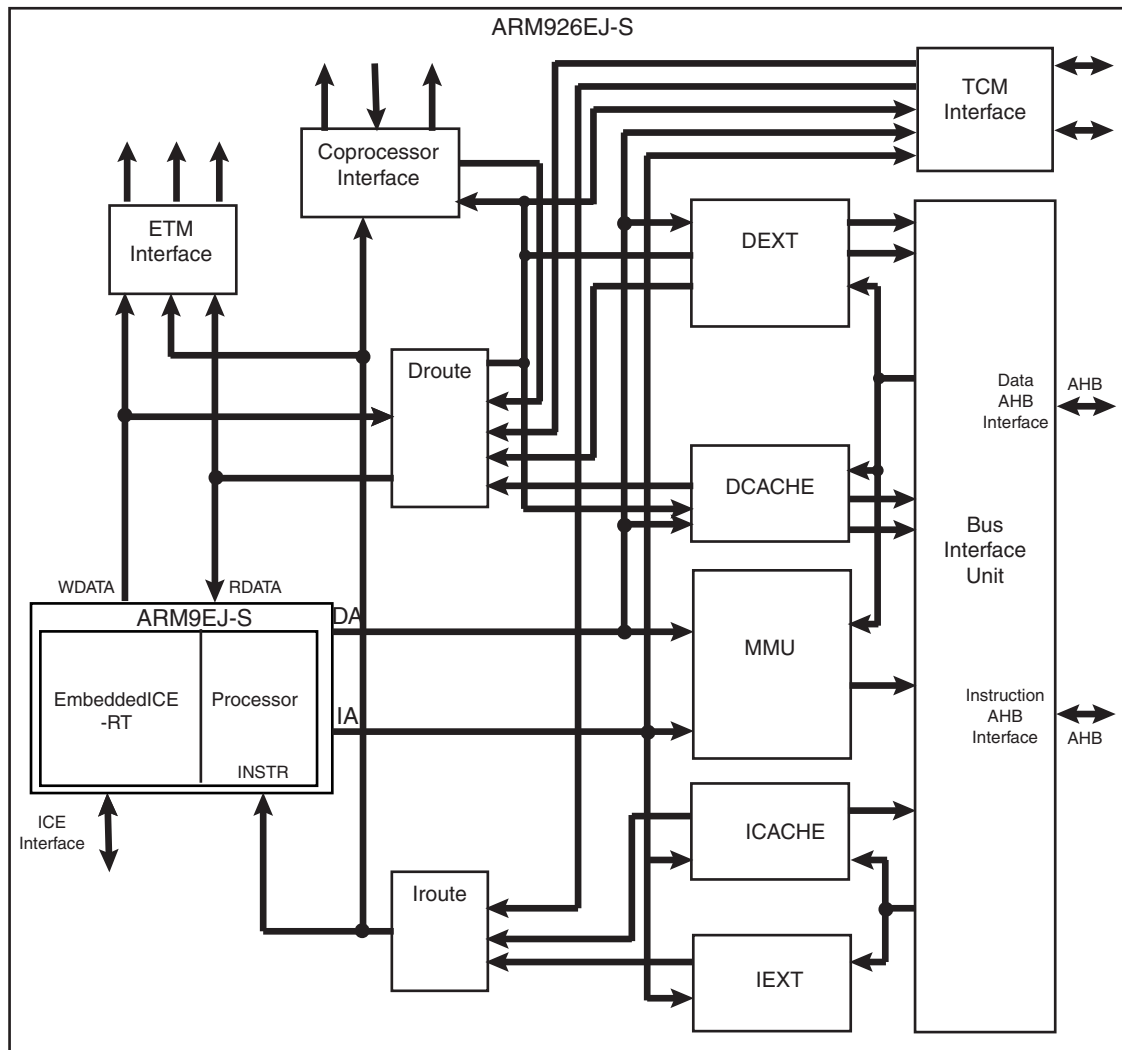 ARM926EJ-S
TCM
Interface
Coprocessor
Interface
ETM
Interface
DEXT
Droute
Data
AHB
Interface
AHB
DCACHE
Bus
Interface
Unit
WDATA
RDATA
ARM9EJ-S
DA
MMU
EmbeddedICE
-RT
Processor
IA
Instruction
AHB
Interface
AHB
INSTR
ICE
Interface
ICACHE
Iroute
IEXT